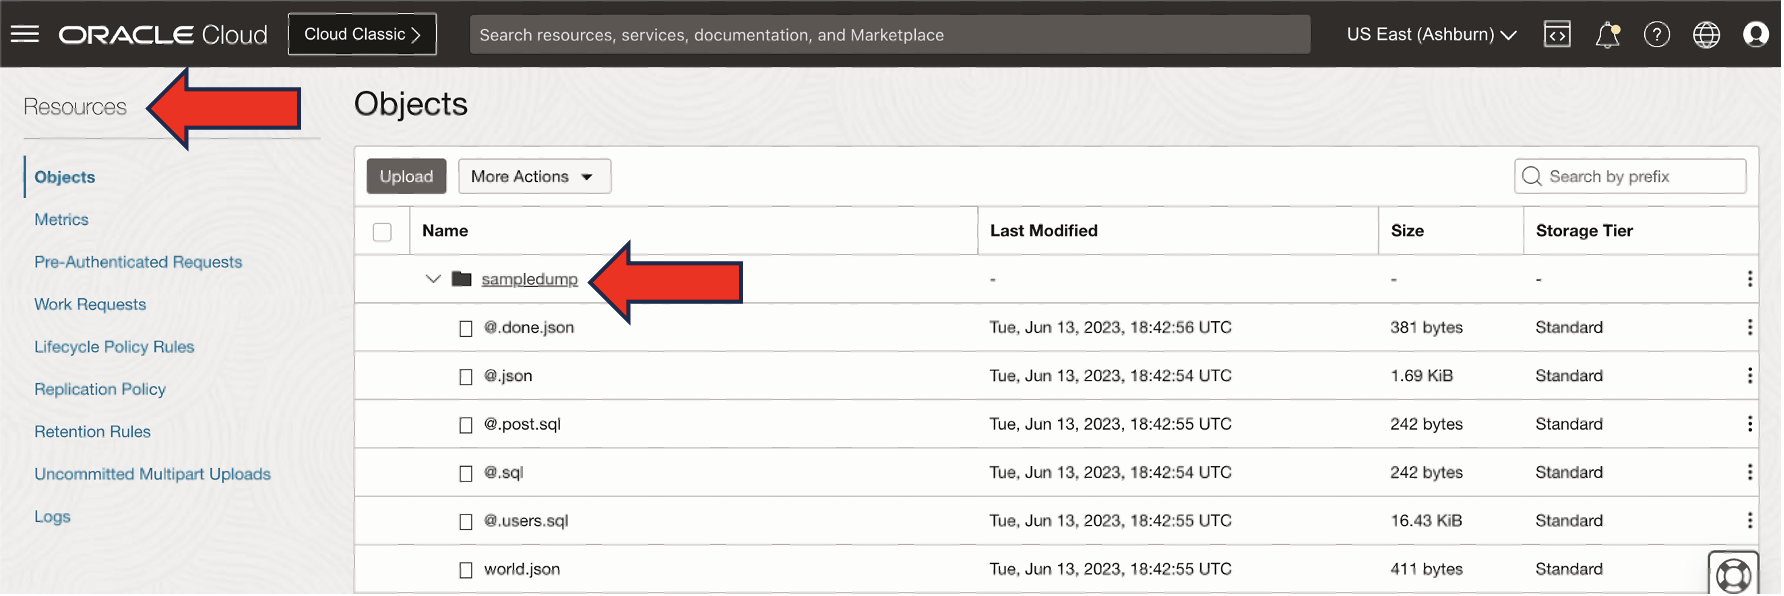 ORACLE Cloud Cloud Classic Search resources, services, documentation, and Marketplace US East (Ashburn)
Resources
Objects
Metrics
Pre-Authenticated Requests
Work Requests
Lifecycle Policy Rules
Replication Policy
Retention Rules
Uncommitted Multipart Uploads
Logs
Objects
Upload More Actions Search by prefix
Name Last Modified Size Storage Tier
sampledump - - -
@.done.json Tue, Jun 13, 2023, 18:42:56 UTC 381 bytes Standard
@.json Tue, Jun 13, 2023, 18:42:54 UTC 1.69 KiB Standard
@.post.sql Tue, Jun 13, 2023, 18:42:55 UTC 242 bytes Standard
@.sql Tue, Jun 13, 2023, 18:42:54 UTC 242 bytes Standard
@.users.sql Tue, Jun 13, 2023, 18:42:55 UTC 16.43 KiB Standard
world.json Tue, Jun 13, 2023, 18:42:55 UTC 411 bytes Standard